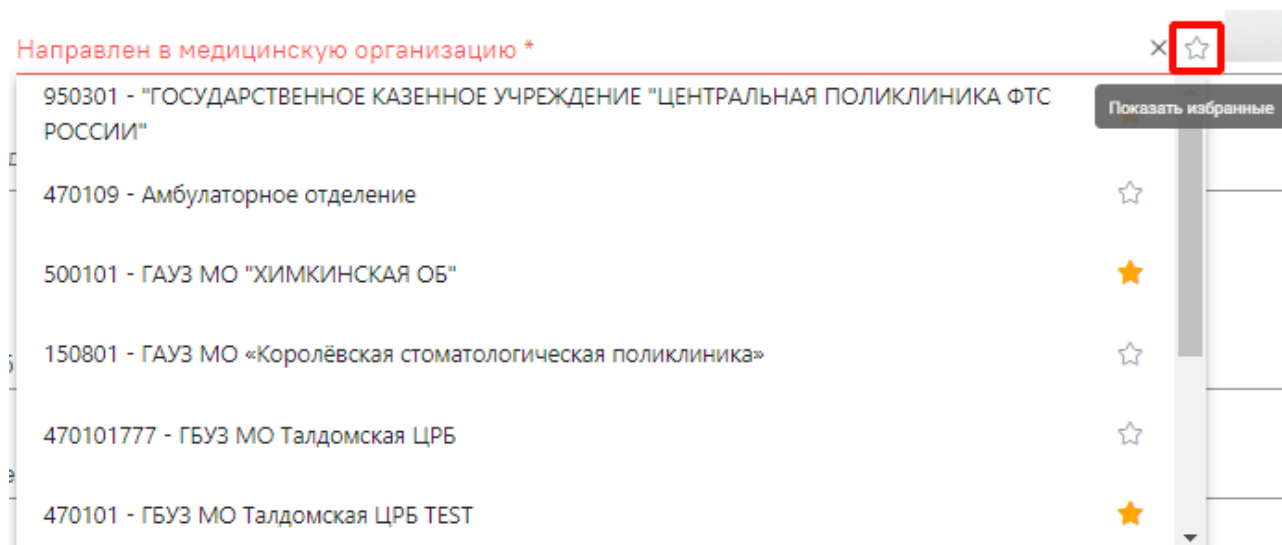 Направлен в медицинскую организацию *
950301 - "ГОСУДАРСТВЕННОЕ КАЗЕННОЕ УЧРЕЖДЕНИЕ "ЦЕНТРАЛЬНАЯ ПОЛИКЛИНИКА ФТС
РОССИИ"
Показать избранные
470109 - Амбулаторное отделение
500101 - ГАУЗ МО "ХИМКИНСКАЯ ОБ"
150801 - ГАУЗ МО «Королёвская стоматологическая поликлиника»
470101777 - ГБУЗ МО Талдомская ЦРБ
470101 - ГБУЗ МО Талдомская ЦРБ TEST